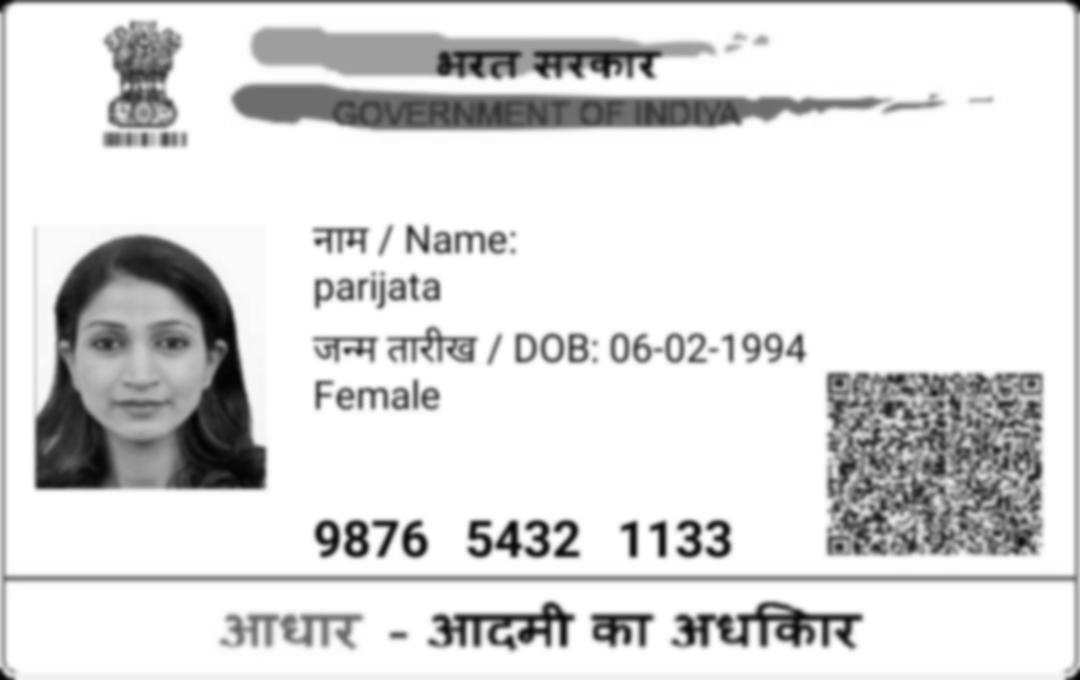 भरत सरकार
GOVERNMENT OF INDIYA
नाम / Name:
parijata
जन्म तारीख / DOB: 06-02-1994
Female
9876 5432 1133
आधार - आदमी का अधकिार